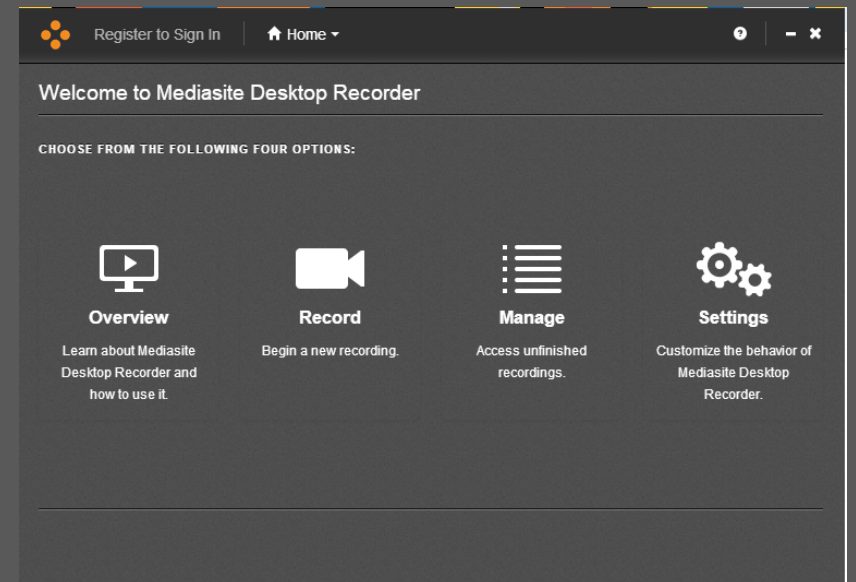 Register to Sign In
Home
Welcome to Mediasite Desktop Recorder
CHOOSE FROM THE FOLLOWING FOUR OPTIONS:
Overview
Learn about Mediasite
Desktop Recorder and
how to use it.
Record
Begin a new recording.
Manage
Access unfinished
recordings.
Settings
Customize the behavior of
Mediasite Desktop
Recorder.